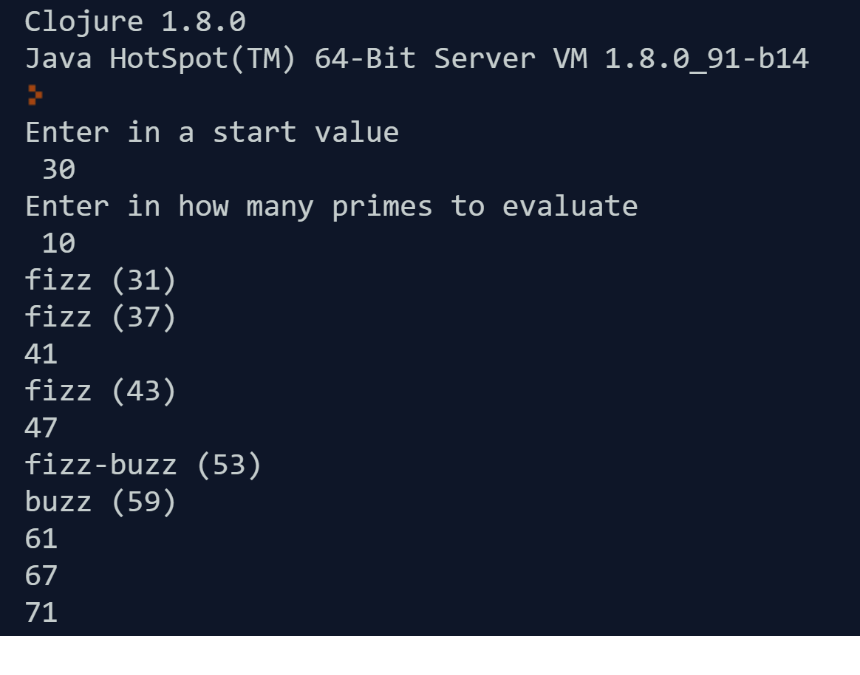 Clojure 1.8.0
Java HotSpot(TM) 64-Bit Server VM 1.8.0_91-b14
>
Enter in a start value
30
Enter in how many primes to evaluate
10
fizz (31)
fizz (37)
41
fizz (43)
47
fizz-buzz (53)
buzz (59)
61
67
71